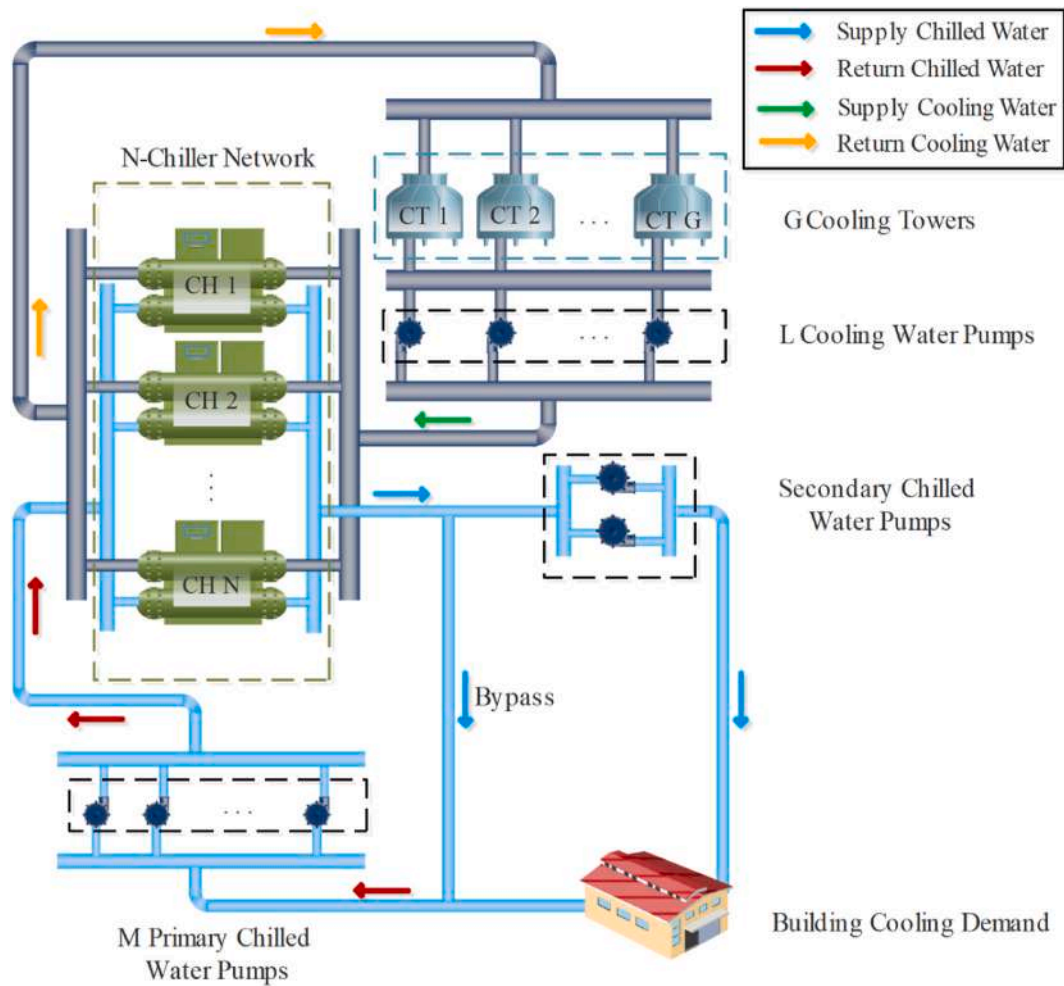 Supply Chilled Water
Return Chilled Water
Supply Cooling Water
Return Cooling Water
N-Chiller Network
CT 1
CT 2
. . .
CT G
G Cooling Towers
CH 1
L Cooling Water Pumps
. . .
CH 2
. . .
Secondary Chilled
Water Pumps
CH N
Bypass
. . .
M Primary Chilled
Water Pumps
Building Cooling Demand